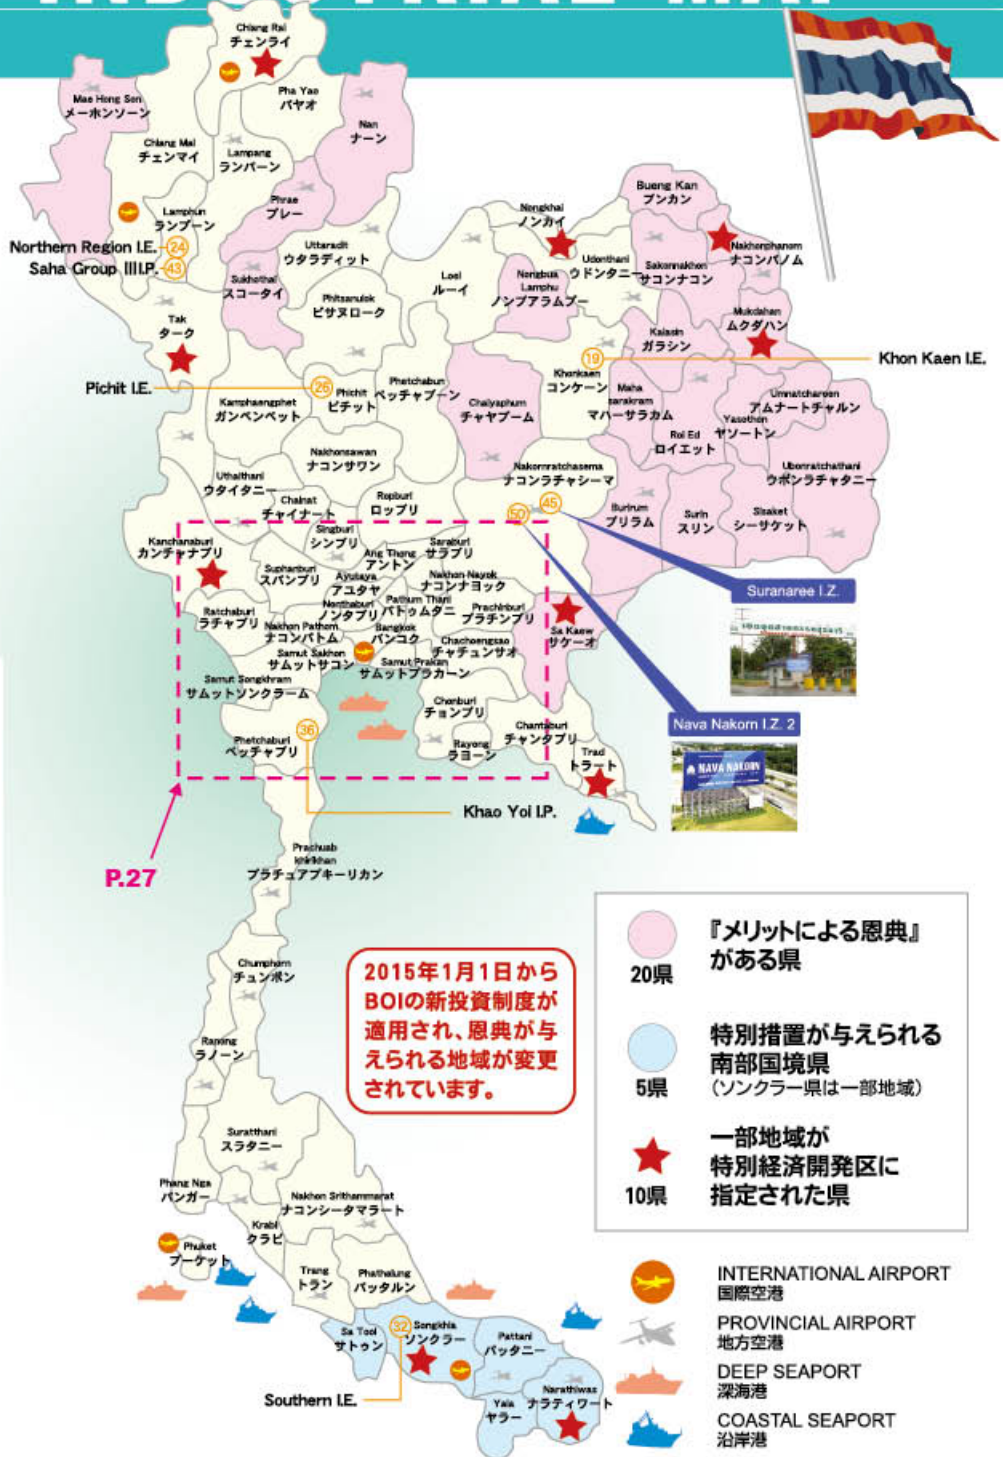 Chiang Rai
チェンライ
Mae Hong Son
メーホンソーン
Pha Yao
パヤオ
Nan
ナーン
Chiang Mai
チェンマイ
Lampang
ランパーン
Phrae
プレー
Lamphun
ランプーン
Northern Region I.E.
24
Saha Group III I.P.
43
Uttaradit
ウタラディット
Sukhothai
スコータイ
Phitsanulok
ピサヌローク
Tak
ターク
Loei
ルーイ
Nongkhai
ノンカイ
Bueng Kan
ブンカン
Nakhonphanom
ナコンパノム
Udonthani
ウドンタニー
Sakonnakhon
サコンナコン
Nongbua
Lamphu
ノンブアラムプー
Mukdahan
ムクダハン
Kalasin
ガラシン
19
Khon Kaen I.E.
Khonkaen
コンケーン
Pichit I.E.
26
Phichit
ピチット
Phetchabun
ペッチャブーン
Kamphaengphet
ガンペンペット
Chaiyaphum
チャヤプーム
Maha
sarakram
マハーサラカム
Umnatcharoen
アムナートチャルン
Yasothon
ヤソートン
Roi Ed
ロイエット
Nakhonsawan
ナコンサワン
Nakornratchasema
ナコンラチャシーマ
Ubonratchathani
ウボンラチャタニー
Uthaithani
ウタイタニー
Chainat
チャイナート
Ropburi
ロッブリ
50
45
Burirum
ブリラム
Surin
スリン
Sisaket
シーサケット
Singburi
シンブリ
Kanchanaburi
カンチャナブリ
Ang Thong
アントン
Saraburi
サラブリ
Suphanburi
スパンブリ
Ayutaya
アユタヤ
Nakhon Nayok
ナコンナヨック
Suranaree I.Z.
Ratchaburi
ラチャブリ
Nonthaburi
ノンタブリ
Pathum Thani
パトゥムタニ
Prachinburi
プラチンブリ
Nakhon Pathom
ナコンパトム
Bangkok
バンコク
Chachoengsao
チャチュンサオ
Sa Kaew
サケーオ
Samut Sakhon
サムットサコン
Samut Prakan
サムットプラカーン
Samut Songkhram
サムットソンクラーム
Chonburi
チョンブリ
Nava Nakorn I.Z. 2
NAVA NAKORN
Phetchaburi
ペッチャブリ
36
Rayong
ラヨーン
Chantaburi
チャンタブリ
Trad
トラート
Khao Yoi I.P.
P.27
Prachuab
khirikhan
プラチュアプキーリカン
Chumphorn
チュンポン
2015年1月1日から
BOIの新投資制度が
適用され、恩典が与
えられる地域が変更
されています。
『メリットによる恩典』
がある県
20県
特別措置が与えられる
南部国境県
（ソンクラー県は一部地域）
5県
一部地域が
特別経済開発区に
指定された県
10県
Ranong
ラノーン
Suratthani
スラタニー
Phang Nga
パンガー
Nakhon Srithammarat
ナコンシータマラート
Krabi
クラビ
Phuket
プーケット
Trang
トラン
Phathalung
パッタルン
Sa Tool
サトゥン
32
Songkhla
ソンクラー
Pattani
パッタニー
Southern I.E.
Yala
ヤラー
Narathiwas
ナラティワート
INTERNATIONAL AIRPORT
国際空港
PROVINCIAL AIRPORT
地方空港
DEEP SEAPORT
深海港
COASTAL SEAPORT
沿岸港